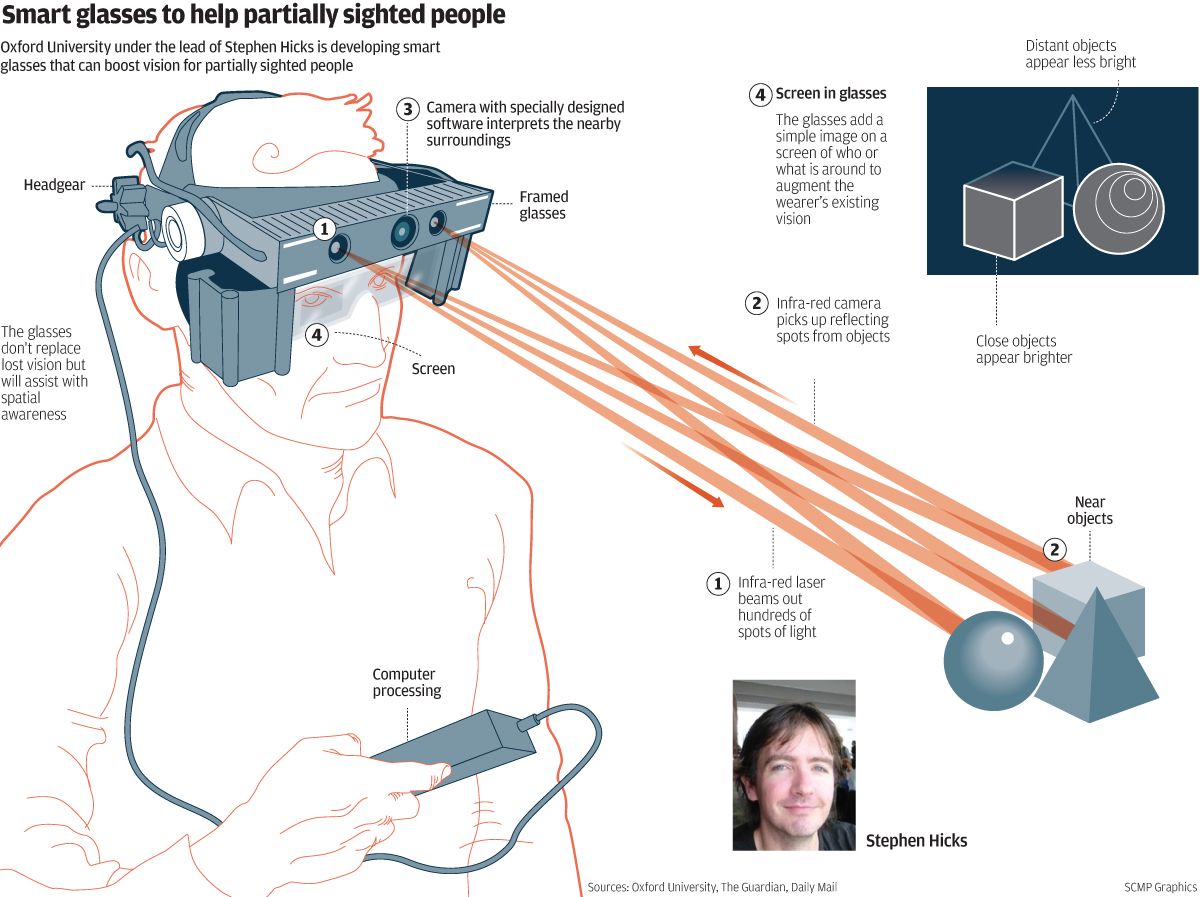 Smart glasses to help partially sighted people
Oxford University under the lead of Stephen Hicks is developing smart
glasses that can boost vision for partially sighted people
3
Camera with specially designed
software interprets the nearby
surroundings
Headgear
Framed
glasses
1
4
Screen
The glasses
don't replace
lost vision but
will assist with
spatial
awareness
4
Screen in glasses
The glasses add a
simple image on a
screen of who or
what is around to
augment the
wearer's existing
vision
Distant objects
appear less bright
Close objects
appear brighter
2
Infra-red camera
picks up reflecting
spots from objects
Near
objects
2
1
Infra-red laser
beams out
hundreds of
spots of light
Computer
processing
Stephen Hicks
Sources: Oxford University, The Guardian, Daily Mail
SCMP Graphics